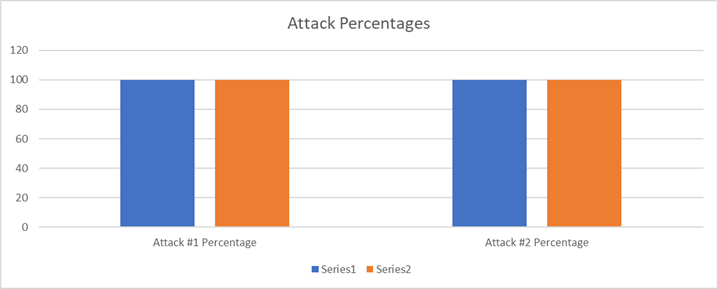 Attack Percentages
120
100
80
60
40
20
0
Attack #1 Percentage
Attack #2 Percentage
Series1 Series2